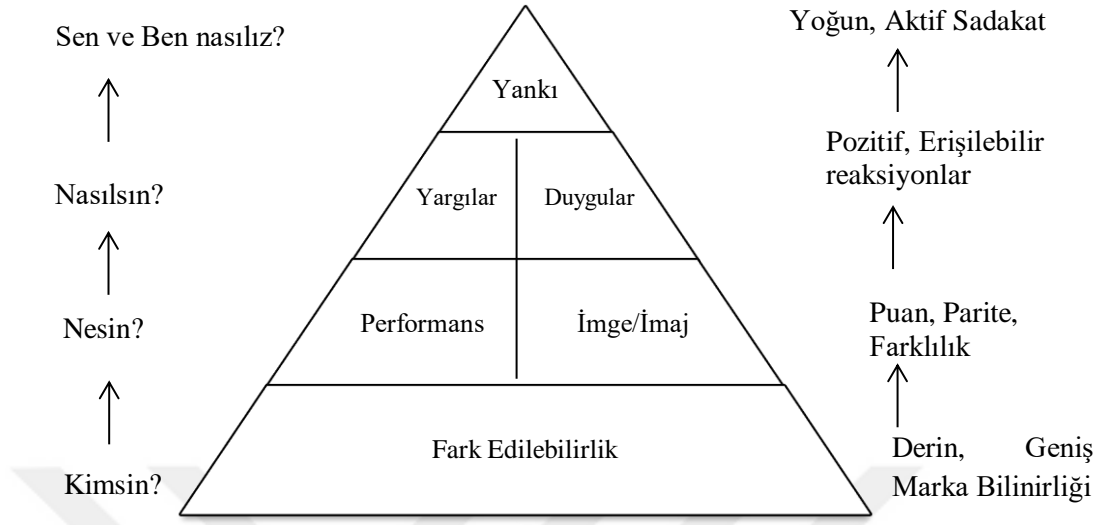 Sen ve Ben nasılız?
Yoğun, Aktif Sadakat
Yankı
Pozitif, Erişilebilir
reaksiyonlar
Nasılsın?
Yargılar
Duygular
Nesin?
Performans
İmge/İmaj
Puan, Parite,
Farklılık
Fark Edilebilirlik
Kimsin?
Derin, Geniş
Marka Bilinirliği